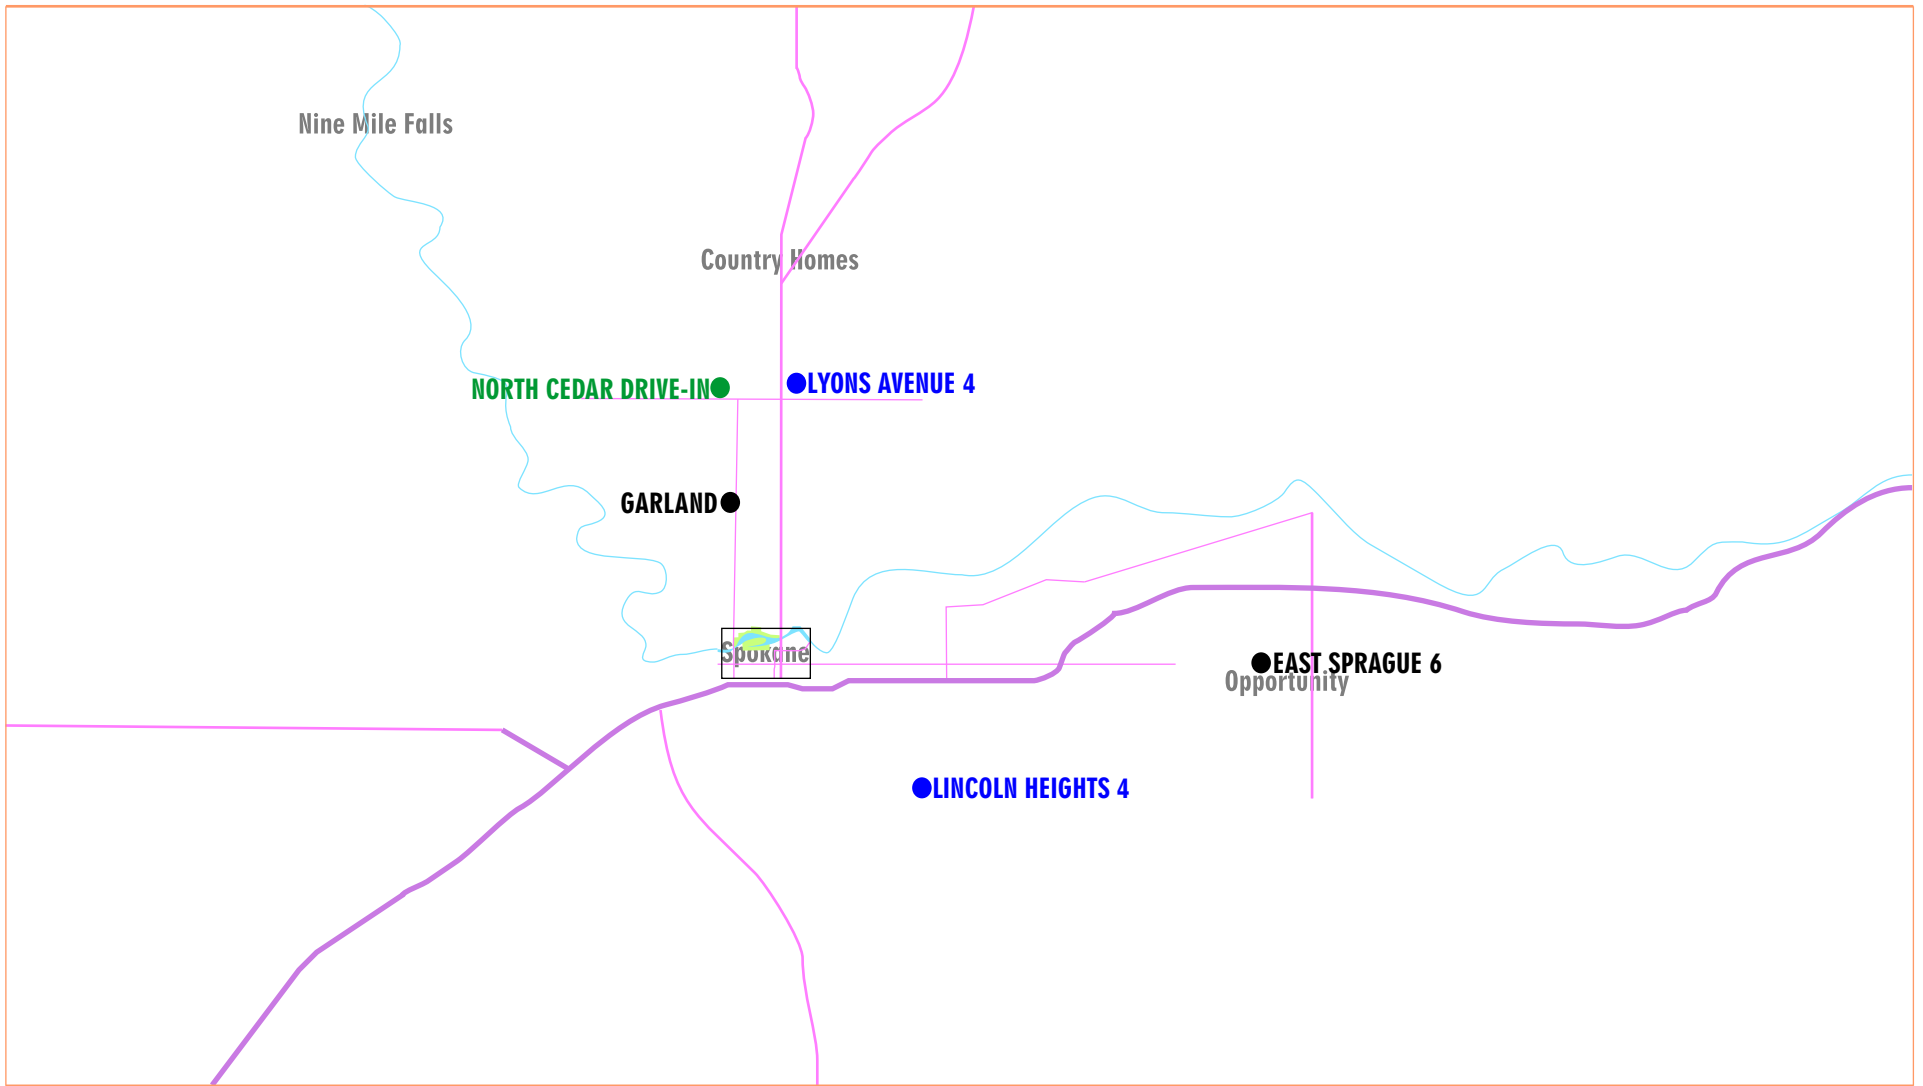 Nine Mile Falls
Country Homes
NORTH CEDAR DRIVE-IN
LYONS AVENUE 4
GARLAND
Spokane
EAST SPRAGUE 6
Opportunity
LINCOLN HEIGHTS 4